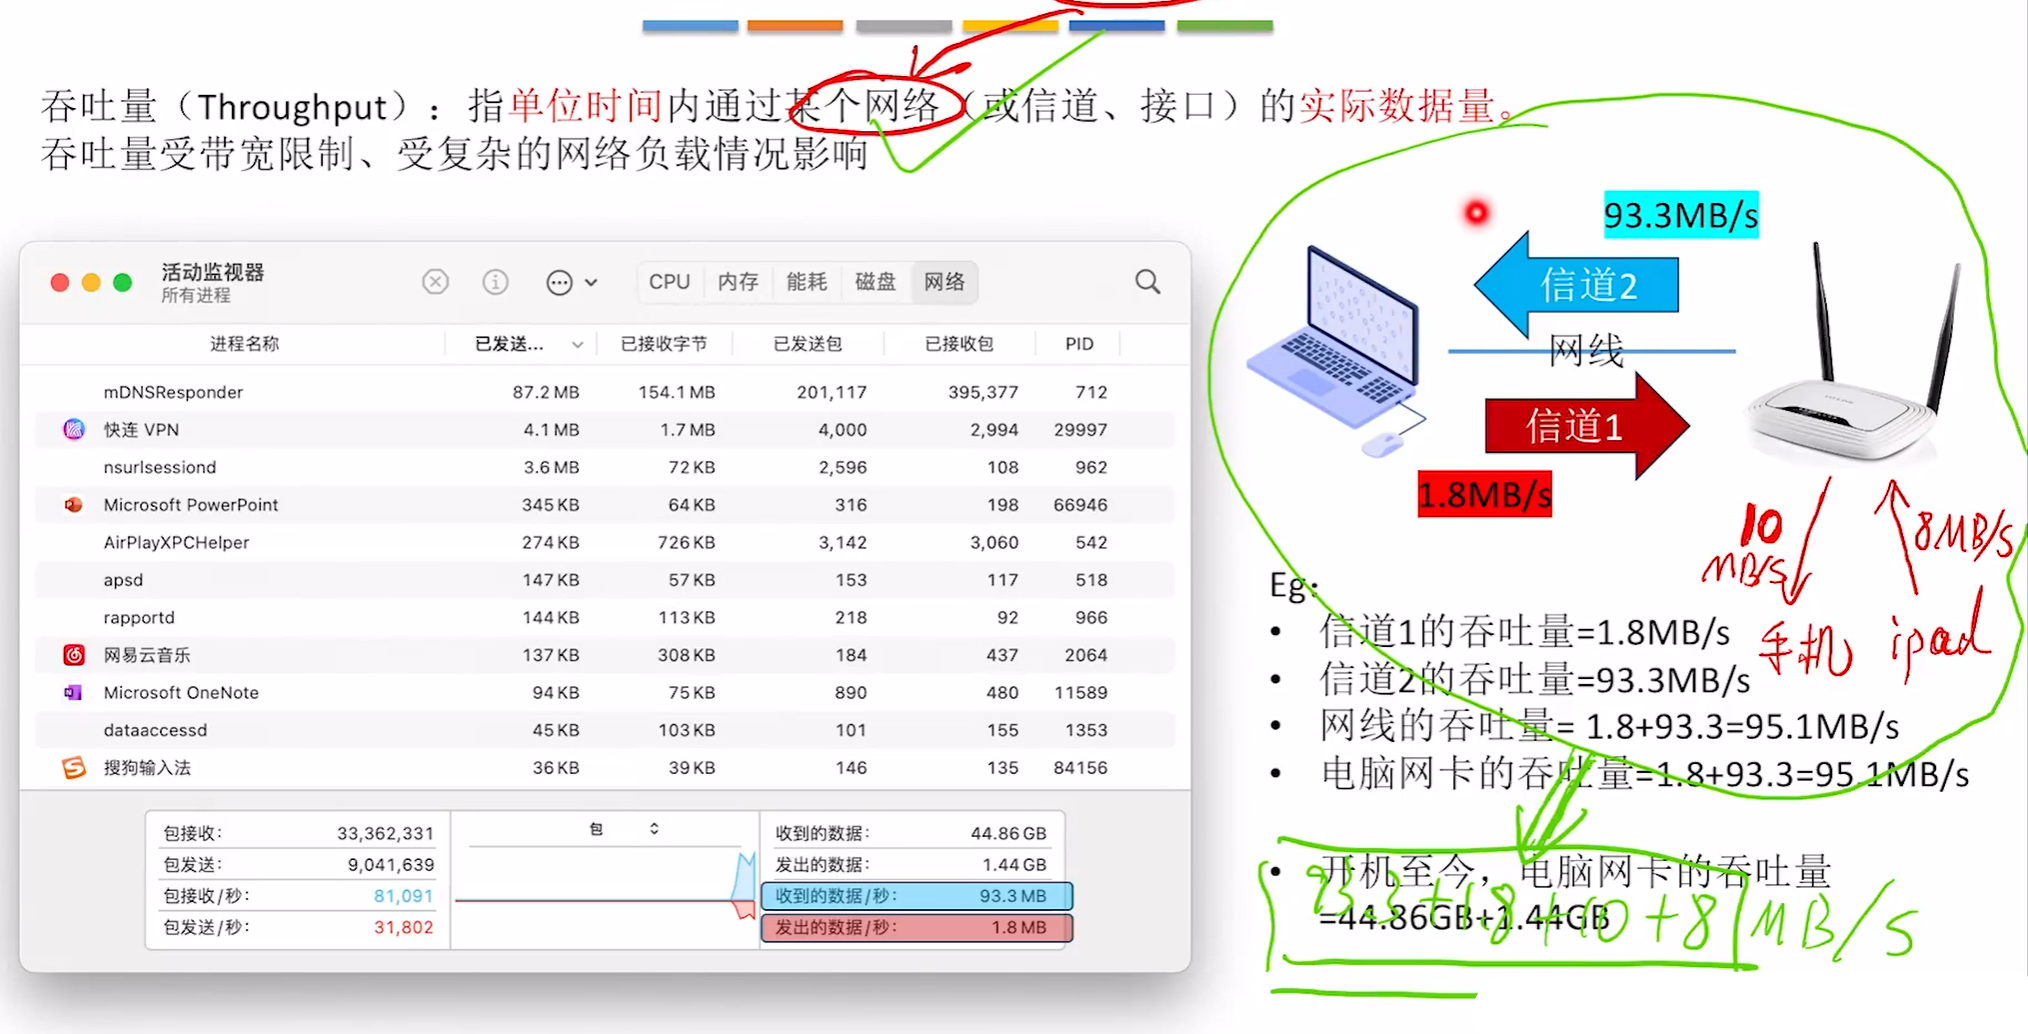 吞吐量（Throughput）：指单位时间内通过某个网络（或信道、接口）的实际数据量。
吞吐量受带宽限制、受复杂的网络负载情况影响
活动监视器
所有进程
CPU 内存 能耗 磁盘 网络
进程名称 已发送... 已接收字节 已发送包 已接收包 PID
mDNSResponder 87.2 MB 154.1 MB 201,117 395,377 712
快连 VPN 4.1 MB 1.7 MB 4,000 2,994 29997
nsurlsessiond 3.6 MB 72 KB 2,596 108 962
Microsoft PowerPoint 345 KB 64 KB 316 198 66946
AirPlayXPCHelper 274 KB 726 KB 3,142 3,060 542
apsd 147 KB 57 KB 153 117 518
rapportd 144 KB 113 KB 218 92 966
网易云音乐 137 KB 308 KB 184 437 2064
Microsoft OneNote 94 KB 75 KB 890 480 11589
dataaccessd 45 KB 103 KB 101 155 1353
搜狗输入法 36 KB 39 KB 146 135 84156
包接收： 33,362,331
包发送： 9,041,639
包接收/秒： 81,091
包发送/秒： 31,802
包
收到的数据： 44.86 GB
发出的数据： 1.44 GB
收到的数据/秒： 93.3 MB
发出的数据/秒： 1.8 MB
93.3MB/s
信道2
网线
信道1
1.8MB/s
10
MB/s
8MB/s
手机
ipad
Eg：
• 信道1的吞吐量=1.8MB/s
• 信道2的吞吐量=93.3MB/s
• 网线的吞吐量= 1.8+93.3=95.1MB/s
• 电脑网卡的吞吐量=1.8+93.3=95.1MB/s
• 开机至今，电脑网卡的吞吐量
=44.86GB+1.44GB
93.3+1.8+10+8 MB/s